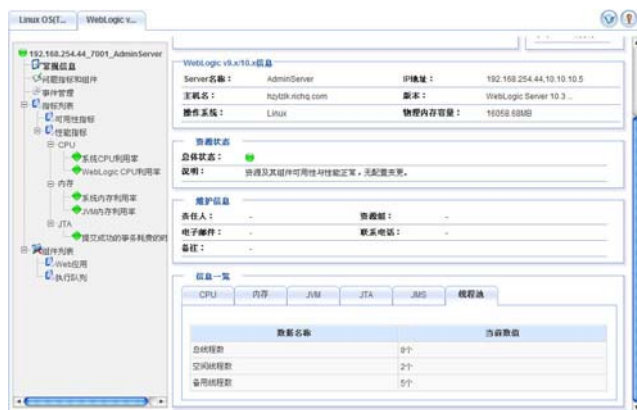 Linux OS(T...
WebLogic v...
192.168.254.44_7001_AdminServer
常规信息
问题指标和组件
事件管理
指标列表
可用性指标
性能指标
CPU
系统CPU利用率
WebLogic CPU利用率
内存
系统内存利用率
JVM内存利用率
JTA
提交成功的事务耗费的时
组件列表
Web应用
执行队列
WebLogic v9.x/10.x信息
Server名称： AdminServer IP地址： 192.168.254.44,10.10.10.5
主机名： hzytzlk.richq.com 版本： WebLogic Server 10.3 ..
操作系统： Linux 物理内存容量： 16058.68MB
资源状态
总体状态：
说明： 资源及其组件可用性与性能正常，无配置变更。
维护信息
责任人： - 资源组： -
电子邮件： - 联系电话： -
备注： -
信息一览
CPU 内存 JVM JTA JMS 线程池
数据名称 当前数值
总线程数 8个
空闲线程数 2个
备用线程数 5个